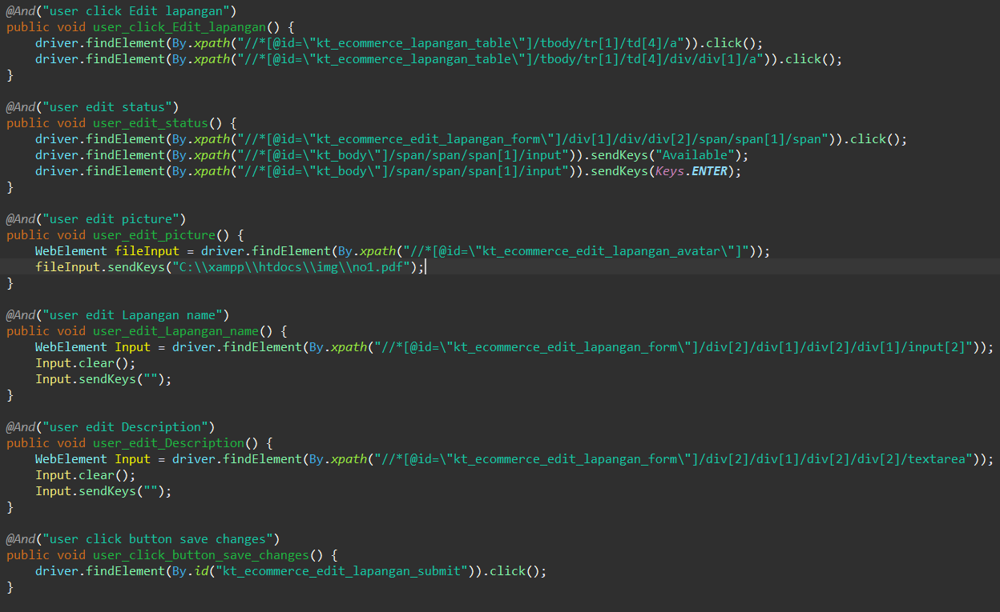 @And("user click Edit lapangan")
public void user_click_Edit_lapangan() {
    driver.findElement(By.xpath("//*[@id=\"kt_ecommerce_lapangan_table\"]/tbody/tr[1]/td[4]/a")).click();
    driver.findElement(By.xpath("//*[@id=\"kt_ecommerce_lapangan_table\"]/tbody/tr[1]/td[4]/div/div[1]/a")).click();
}

@And("user edit status")
public void user_edit_status() {
    driver.findElement(By.xpath("//*[@id=\"kt_ecommerce_edit_lapangan_form\"]/div[1]/div/div[2]/span/span[1]/span")).click();
    driver.findElement(By.xpath("//*[@id=\"kt_body\"]/span/span/span[1]/input")).sendKeys("Available");
    driver.findElement(By.xpath("//*[@id=\"kt_body\"]/span/span/span[1]/input")).sendKeys(Keys.ENTER);
}

@And("user edit picture")
public void user_edit_picture() {
    WebElement fileInput = driver.findElement(By.xpath("//*[@id=\"kt_ecommerce_edit_lapangan_avatar\"]"));
    fileInput.sendKeys("C:\\xampp\\htdocs\\img\\no1.pdf");
}

@And("user edit Lapangan name")
public void user_edit_Lapangan_name() {
    WebElement Input = driver.findElement(By.xpath("//*[@id=\"kt_ecommerce_edit_lapangan_form\"]/div[2]/div[1]/div[2]/div[1]/input[2]"));
    Input.clear();
    Input.sendKeys("");
}

@And("user edit Description")
public void user_edit_Description() {
    WebElement Input = driver.findElement(By.xpath("//*[@id=\"kt_ecommerce_edit_lapangan_form\"]/div[2]/div[1]/div[2]/div[2]/textarea"));
    Input.clear();
    Input.sendKeys("");
}

@And("user click button save changes")
public void user_click_button_save_changes() {
    driver.findElement(By.id("kt_ecommerce_edit_lapangan_submit")).click();
}